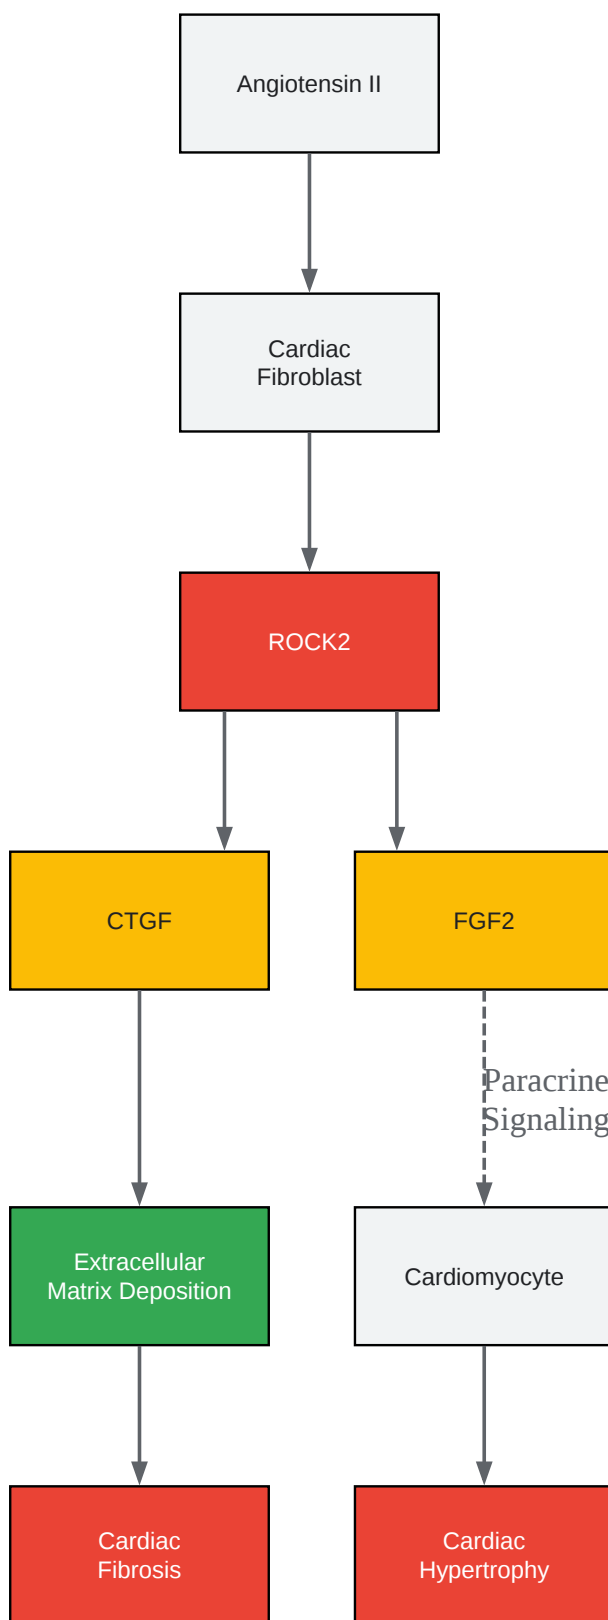 Angiotensin II
Cardiac
Fibroblast
ROCK2
CTGF
FGF2
Paracrine
Signaling
Extracellular
Matrix Deposition
Cardiomyocyte
Cardiac
Fibrosis
Cardiac
Hypertrophy